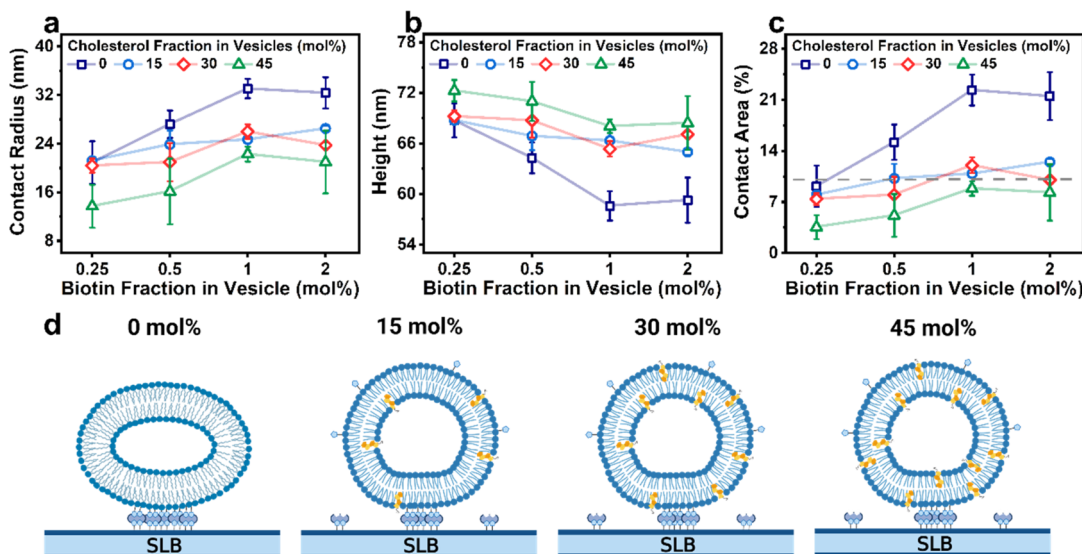 a
Cholesterol Fraction in Vesicles (mol%)
0 15 30 45
40
32
24
16
8
Contact Radius (nm)
0.25 0.5 1 2
Biotin Fraction in Vesicle (mol%)
b
Cholesterol Fraction in Vesicles (mol%)
0 15 30 45
78
72
66
60
54
Height (nm)
0.25 0.5 1 2
Biotin Fraction in Vesicle (mol%)
c
Cholesterol Fraction in Vesicles (mol%)
0 15 30 45
28
21
14
7
0
Contact Area (%)
0.25 0.5 1 2
Biotin Fraction in Vesicle (mol%)
d
0 mol% 15 mol% 30 mol% 45 mol%
SLB SLB SLB SLB